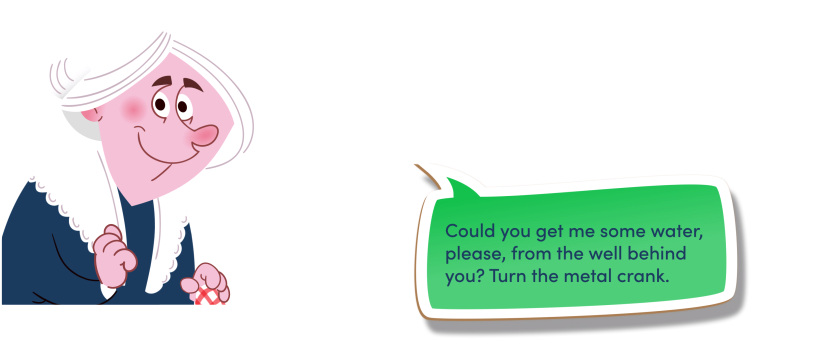 Could you get me some water,
please, from the well behind
you? Turn the metal crank.